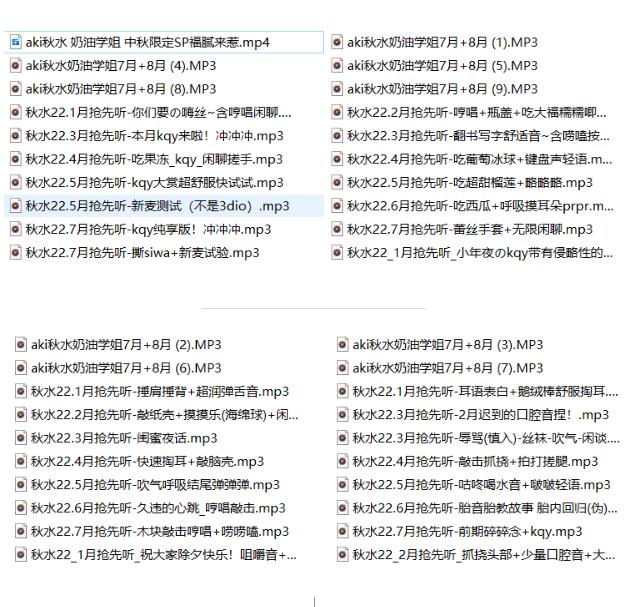 aki秋水 奶油学姐 中秋限定SP福腻来惹.mp4
aki秋水奶油学姐7月+8月 (1).MP3
aki秋水奶油学姐7月+8月 (4).MP3
aki秋水奶油学姐7月+8月 (5).MP3
aki秋水奶油学姐7月+8月 (8).MP3
aki秋水奶油学姐7月+8月 (9).MP3
秋水22.1月抢先听-你们要の嗨丝~含哼唱闲聊....
秋水22.2月抢先听-哼唱+瓶盖+吃大福糯糯唧...
秋水22.3月抢先听-本月kqy来啦！冲冲冲.mp3
秋水22.3月抢先听-翻书写字舒适音~含唠嗑按...
秋水22.4月抢先听-吃果冻_kqy_闲聊搓手.mp3
秋水22.4月抢先听-吃葡萄冰球+键盘声轻语.m...
秋水22.5月抢先听-kqy大赏超舒服快试试.mp3
秋水22.5月抢先听-吃超甜榴莲+略略略.mp3
秋水22.5月抢先听-新麦测试（不是3dio）.mp3
秋水22.6月抢先听-吃西瓜+呼吸摸耳朵prpr.m...
秋水22.7月抢先听-kqy纯享版！冲冲冲.mp3
秋水22.7月抢先听-蕾丝手套+无限闲聊.mp3
秋水22.7月抢先听-撕siwa+新麦试验.mp3
秋水22_1月抢先听_小年夜のkqy带有侵略性的...
aki秋水奶油学姐7月+8月 (2).MP3
aki秋水奶油学姐7月+8月 (3).MP3
aki秋水奶油学姐7月+8月 (6).MP3
aki秋水奶油学姐7月+8月 (7).MP3
秋水22.1月抢先听-捶肩捶背+超润弹舌音.mp3
秋水22.1月抢先听-耳语表白+鹅绒棒舒服掏耳....
秋水22.2月抢先听-敲纸壳+摸摸乐(海绵球)+闲...
秋水22.3月抢先听-2月迟到的口腔音捏！.mp3
秋水22.3月抢先听-闺蜜夜话.mp3
秋水22.3月抢先听-辱骂(慎入)-丝袜-吹气-闲谈....
秋水22.4月抢先听-快速掏耳+敲脑壳.mp3
秋水22.4月抢先听-敲击抓挠+拍打搓腿.mp3
秋水22.5月抢先听-吹气呼吸结尾弹弹弹.mp3
秋水22.5月抢先听-咕咚喝水音+啵啵轻语.mp3
秋水22.6月抢先听-久违的心跳_哼唱敲击.mp3
秋水22.6月抢先听-胎音胎教故事 胎内回归(伪)...
秋水22.7月抢先听-木块敲击哼唱+唠唠嗑.mp3
秋水22.7月抢先听-前期碎碎念+kqy.mp3
秋水22_1月抢先听_祝大家除夕快乐！咀嚼音+...
秋水22_2月抢先听_抓挠头部+少量口腔音+大...